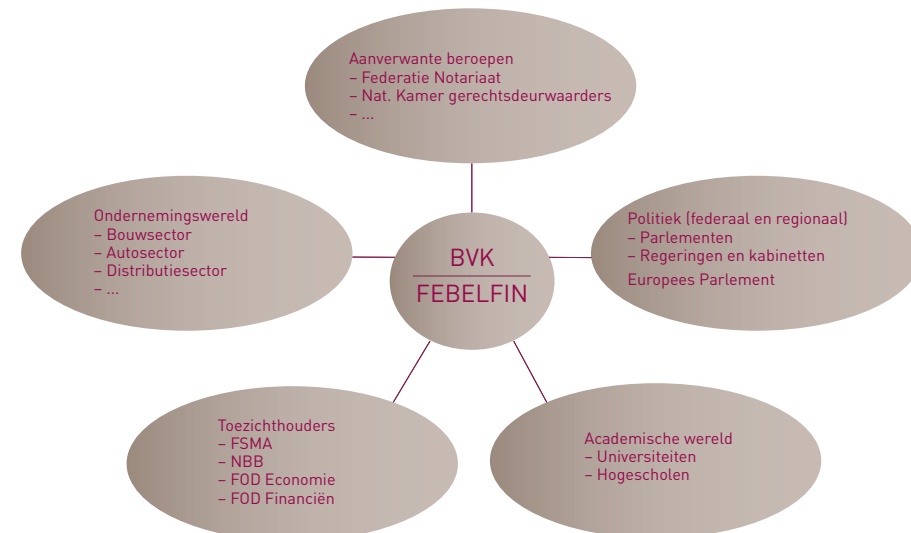 Aanverwante beroepen
– Federatie Notariaat
– Nat. Kamer gerechtsdeurwaarders
– ...
Ondernemingswereld
– Bouwsector
– Autosector
– Distributiesector
– ...
BVK
FEBELFIN
Politiek (federaal en regionaal)
– Parlementen
– Regeringen en kabinetten
Europees Parlement
Toezichthouders
– FSMA
– NBB
– FOD Economie
– FOD Financiën
Academische wereld
– Universiteiten
– Hogescholen